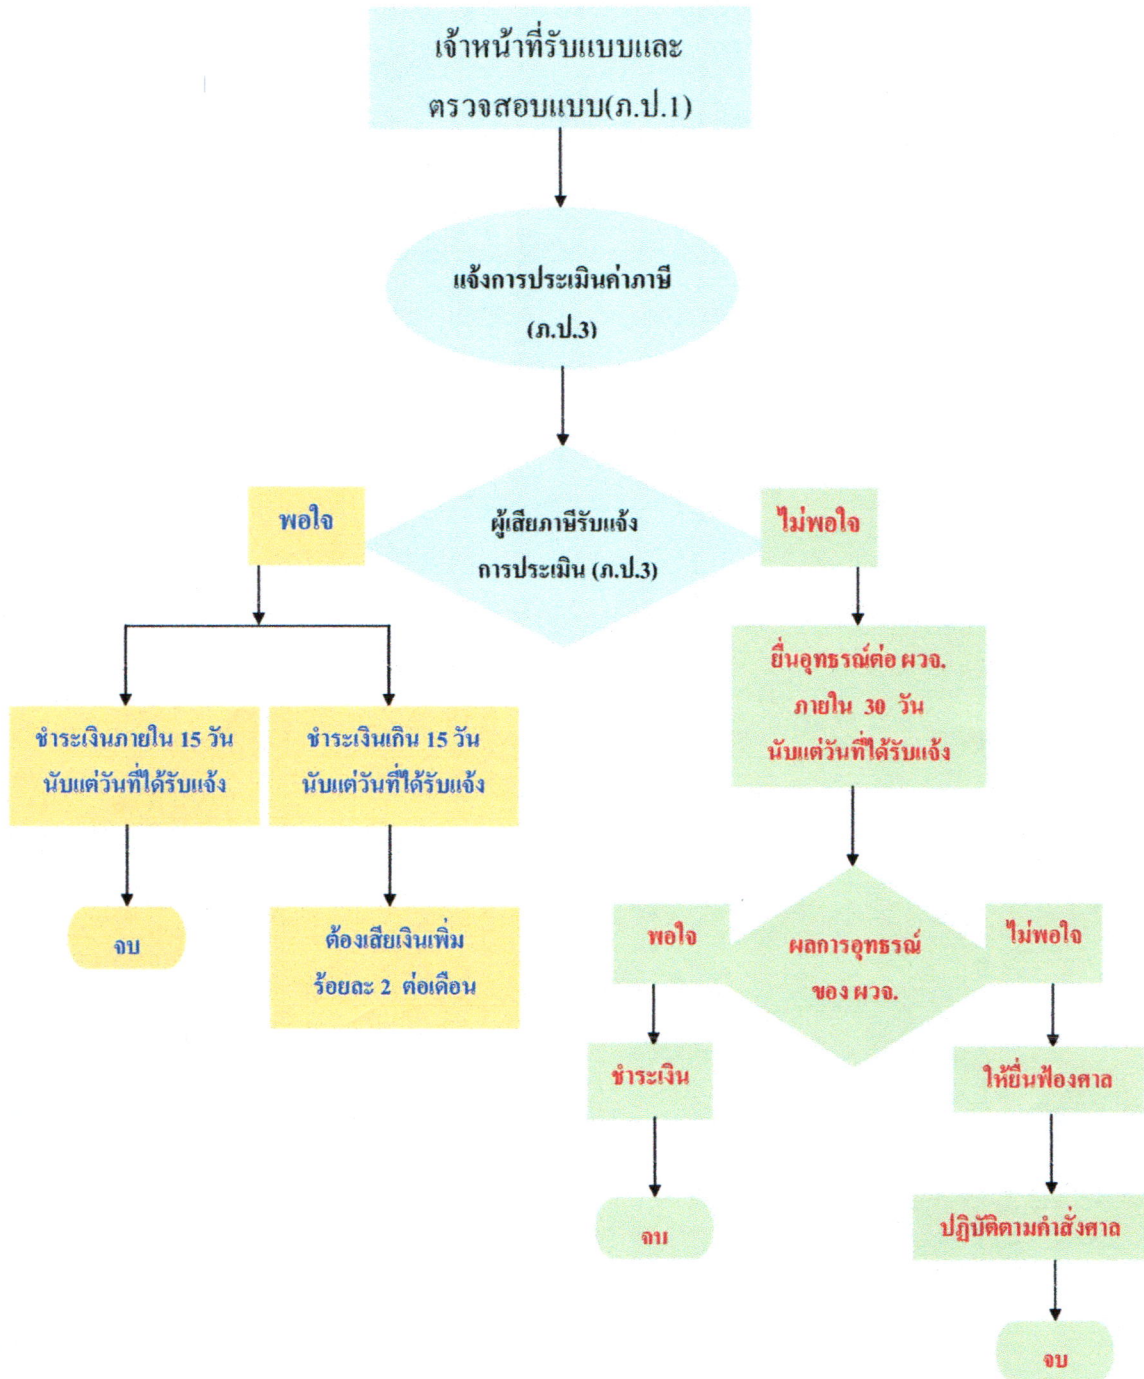 เจ้าหน้าที่รับแบบและ
ตรวจสอบแบบ(ภ.ป.1)
แจ้งการประเมินค่าภาษี
(ภ.ป.3)
พอใจ
ผู้เสียภาษีรับแจ้ง
การประเมิน (ภ.ป.3)
ไม่พอใจ
ชำระเงินภายใน 15 วัน
นับแต่วันที่ได้รับแจ้ง
ชำระเงินเกิน 15 วัน
นับแต่วันที่ได้รับแจ้ง
ยื่นอุทธรณ์ต่อ ผวจ.
ภายใน 30 วัน
นับแต่วันที่ได้รับแจ้ง
จบ
ต้องเสียเงินเพิ่ม
ร้อยละ 2 ต่อเดือน
พอใจ
ผลการอุทธรณ์
ของ ผวจ.
ไม่พอใจ
ชำระเงิน
ให้ยื่นฟ้องศาล
จบ
ปฏิบัติตามคำสั่งศาล
จบ